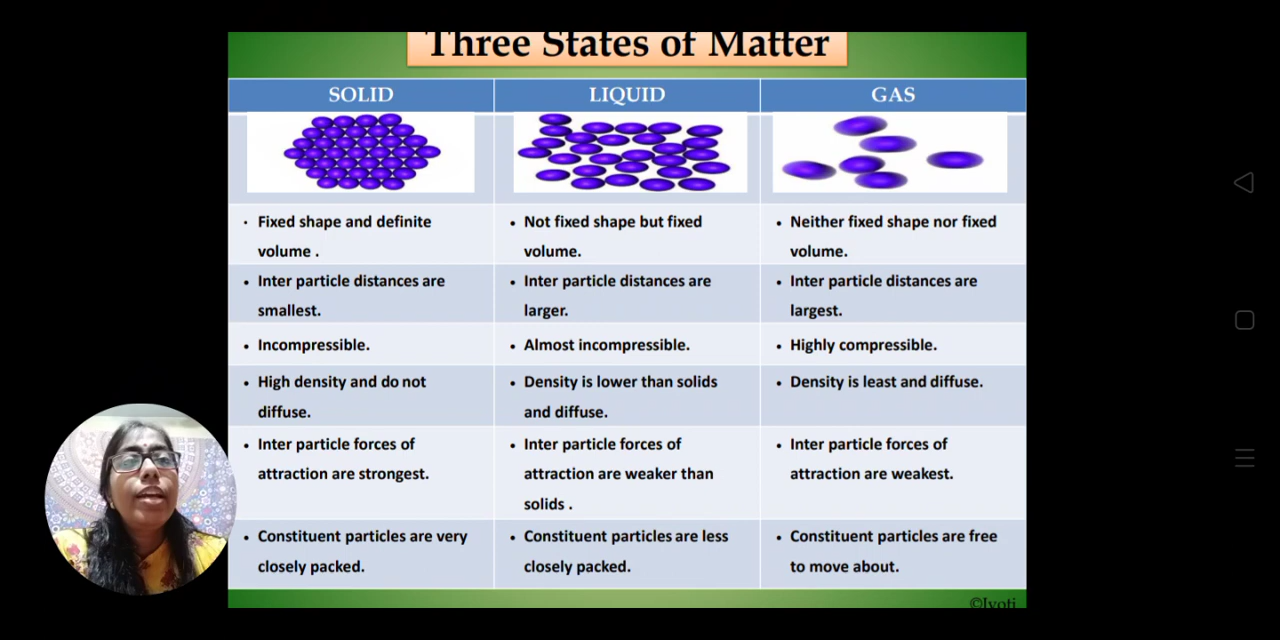 Three States of Matter
SOLID
LIQUID
GAS
• Fixed shape and definite
volume .
• Not fixed shape but fixed
volume.
• Neither fixed shape nor fixed
volume.
• Inter particle distances are
smallest.
• Inter particle distances are
larger.
• Inter particle distances are
largest.
• Incompressible.
• Almost incompressible.
• Highly compressible.
• High density and do not
diffuse.
• Density is lower than solids
and diffuse.
• Density is least and diffuse.
• Inter particle forces of
attraction are strongest.
• Inter particle forces of
attraction are weaker than
solids .
• Inter particle forces of
attraction are weakest.
• Constituent particles are very
closely packed.
• Constituent particles are less
closely packed.
• Constituent particles are free
to move about.
©Jyoti